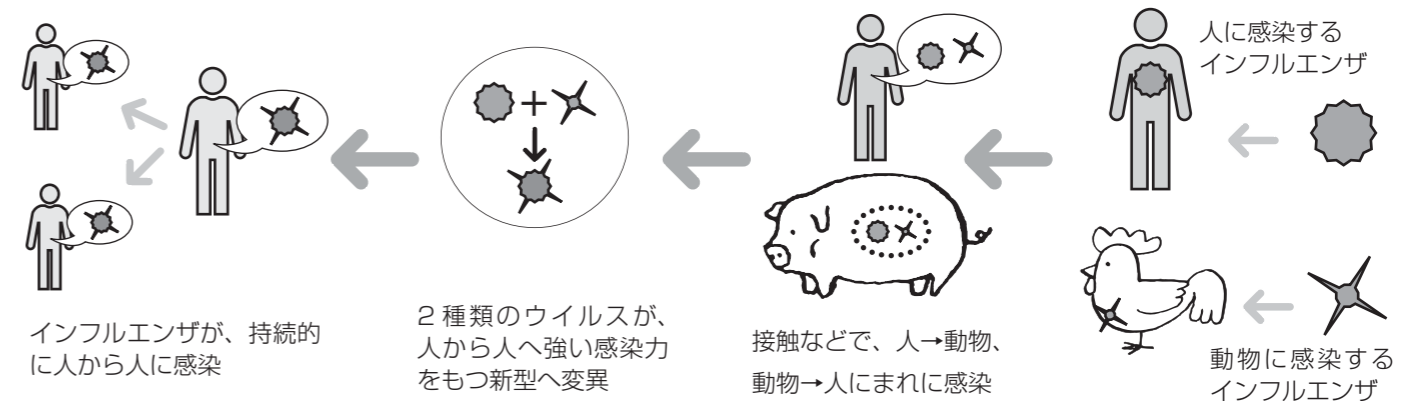 人に感染する
インフルエンザ
動物に感染する
インフルエンザ
接触などで、人→動物、
動物→人にまれに感染
2種類のウイルスが、
人から人へ強い感染力
をもつ新型へ変異
インフルエンザが、持続的
に人から人に感染